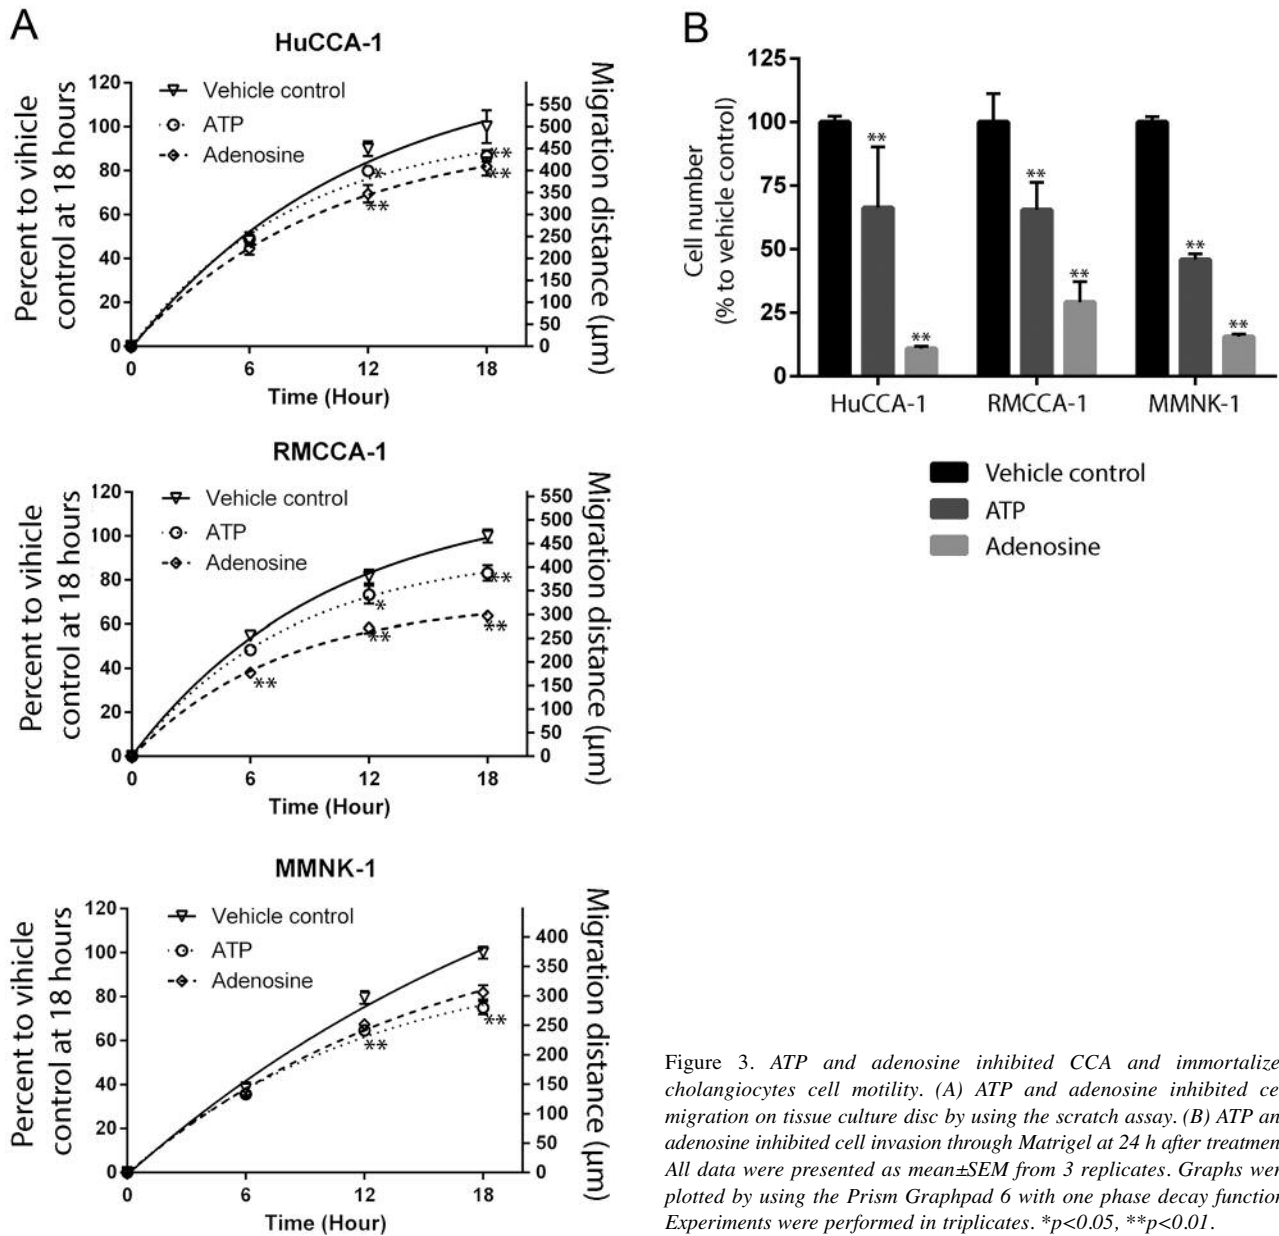 A
HuCCA-1
Percent to vihicle
control at 18 hours
120
100
80
60
40
20
0
Vehicle control
ATP
Adenosine
*
**
**
**
550
500
450
400
350
300
250
200
150
100
50
0
Migration distance (µm)
0 6 12 18
Time (Hour)
RMCCA-1
Percent to vihicle
control at 18 hours
120
100
80
60
40
20
0
Vehicle control
ATP
Adenosine
**
*
**
**
**
550
500
450
400
350
300
250
200
150
100
50
0
Migration distance (µm)
0 6 12 18
Time (Hour)
MMNK-1
Percent to vihicle
control at 18 hours
120
100
80
60
40
20
0
Vehicle control
ATP
Adenosine
**
**
400
350
300
250
200
150
100
50
0
Migration distance (µm)
0 6 12 18
Time (Hour)
B
Cell number
(% to vehicle control)
125
100
75
50
25
0
** ** ** ** ** **
HuCCA-1 RMCCA-1 MMNK-1
Vehicle control
ATP
Adenosine
Figure 3. ATP and adenosine inhibited CCA and immortalize
cholangiocytes cell motility. (A) ATP and adenosine inhibited ce
migration on tissue culture disc by using the scratch assay. (B) ATP an
adenosine inhibited cell invasion through Matrigel at 24 h after treatmen
All data were presented as mean±SEM from 3 replicates. Graphs wer
plotted by using the Prism Graphpad 6 with one phase decay function
Experiments were performed in triplicates. *p<0.05, **p<0.01.